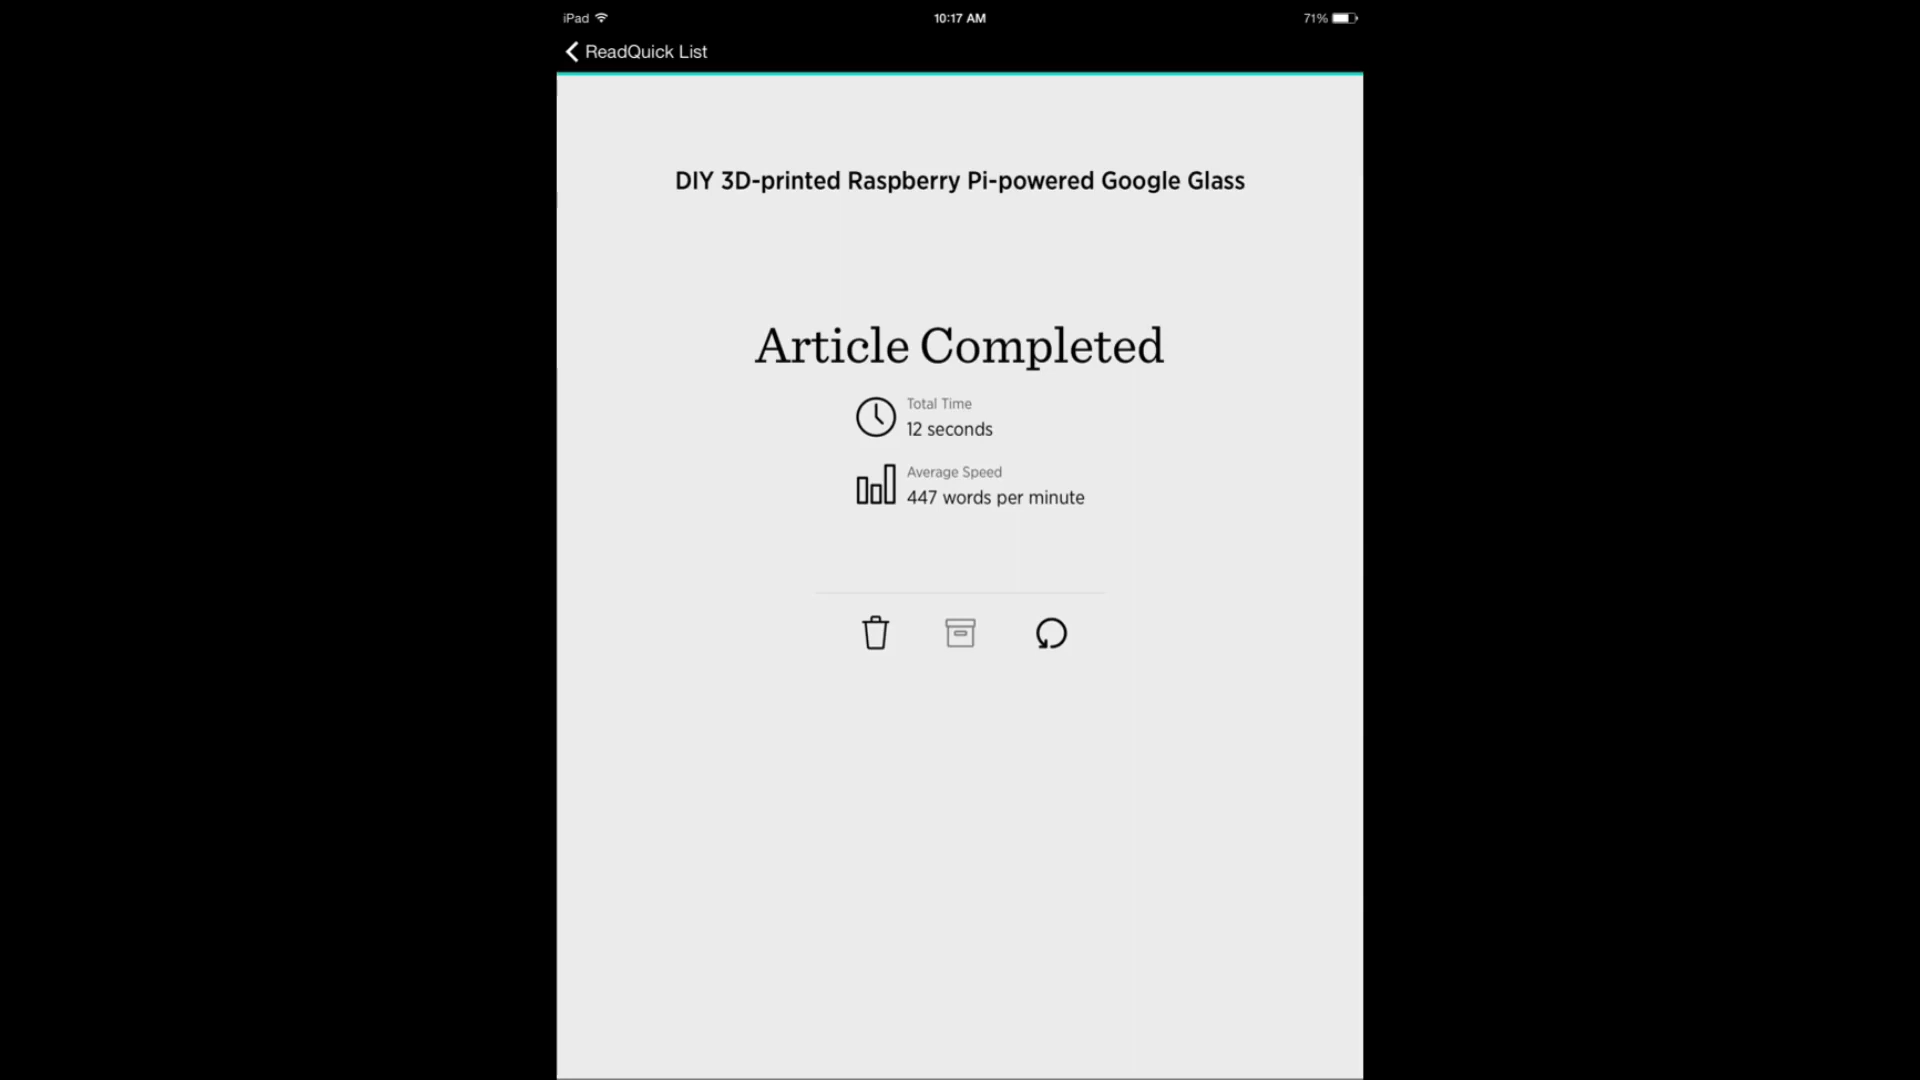 iPad 10:17 AM 71%
ReadQuick List
DIY 3D-printed Raspberry Pi-powered Google Glass
Article Completed
Total Time
12 seconds
Average Speed
447 words per minute